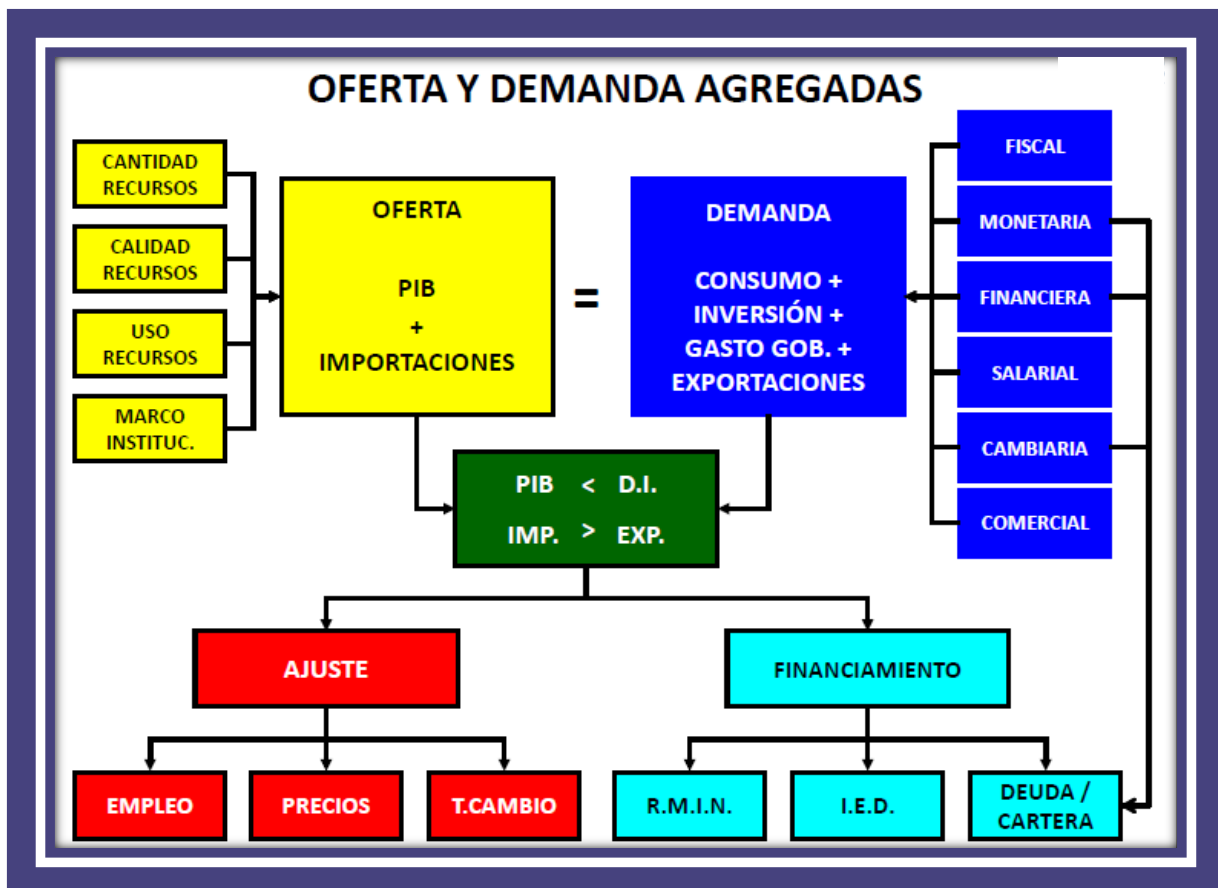 OFERTA Y DEMANDA AGREGADAS
CANTIDAD
RECURSOS
CALIDAD
RECURSOS
USO
RECURSOS
MARCO
INSTITUC.
OFERTA
PIB
+
IMPORTACIONES
=
DEMANDA
CONSUMO +
INVERSIÓN +
GASTO GOB. +
EXPORTACIONES
FISCAL
MONETARIA
FINANCIERA
SALARIAL
CAMBIARIA
COMERCIAL
PIB < D.I.
IMP. > EXP.
AJUSTE
FINANCIAMIENTO
EMPLEO
PRECIOS
T.CAMBIO
R.M.I.N.
I.E.D.
DEUDA /
CARTERA